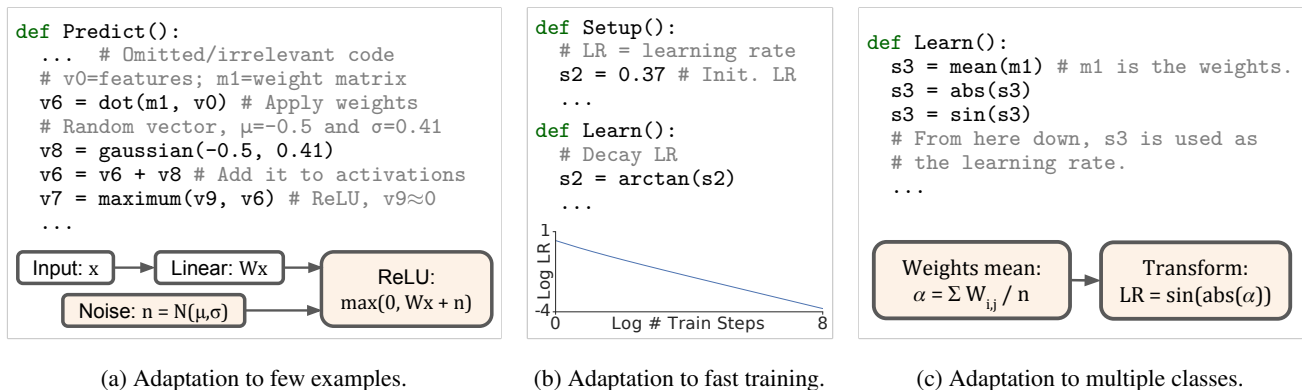 def Predict():
... # Omitted/irrelevant code
# v0=features; m1=weight matrix
v6 = dot(m1, v0) # Apply weights
# Random vector, μ=-0.5 and σ=0.41
v8 = gaussian(-0.5, 0.41)
v6 = v6 + v8 # Add it to activations
v7 = maximum(v9, v6) # ReLU, v9≈0
...
Input: x
Linear: Wx
Noise: n = N(μ,σ)
ReLU:
max(0, Wx + n)
(a) Adaptation to few examples.
def Setup():
# LR = learning rate
s2 = 0.37 # Init. LR
...
def Learn():
# Decay LR
s2 = arctan(s2)
...
1
Log LR
-4
0
Log # Train Steps
8
(b) Adaptation to fast training.
def Learn():
s3 = mean(m1) # m1 is the weights.
s3 = abs(s3)
s3 = sin(s3)
# From here down, s3 is used as
# the learning rate.
...
Weights mean:
α = Σ Wi,j / n
Transform:
LR = sin(abs(α))
(c) Adaptation to multiple classes.